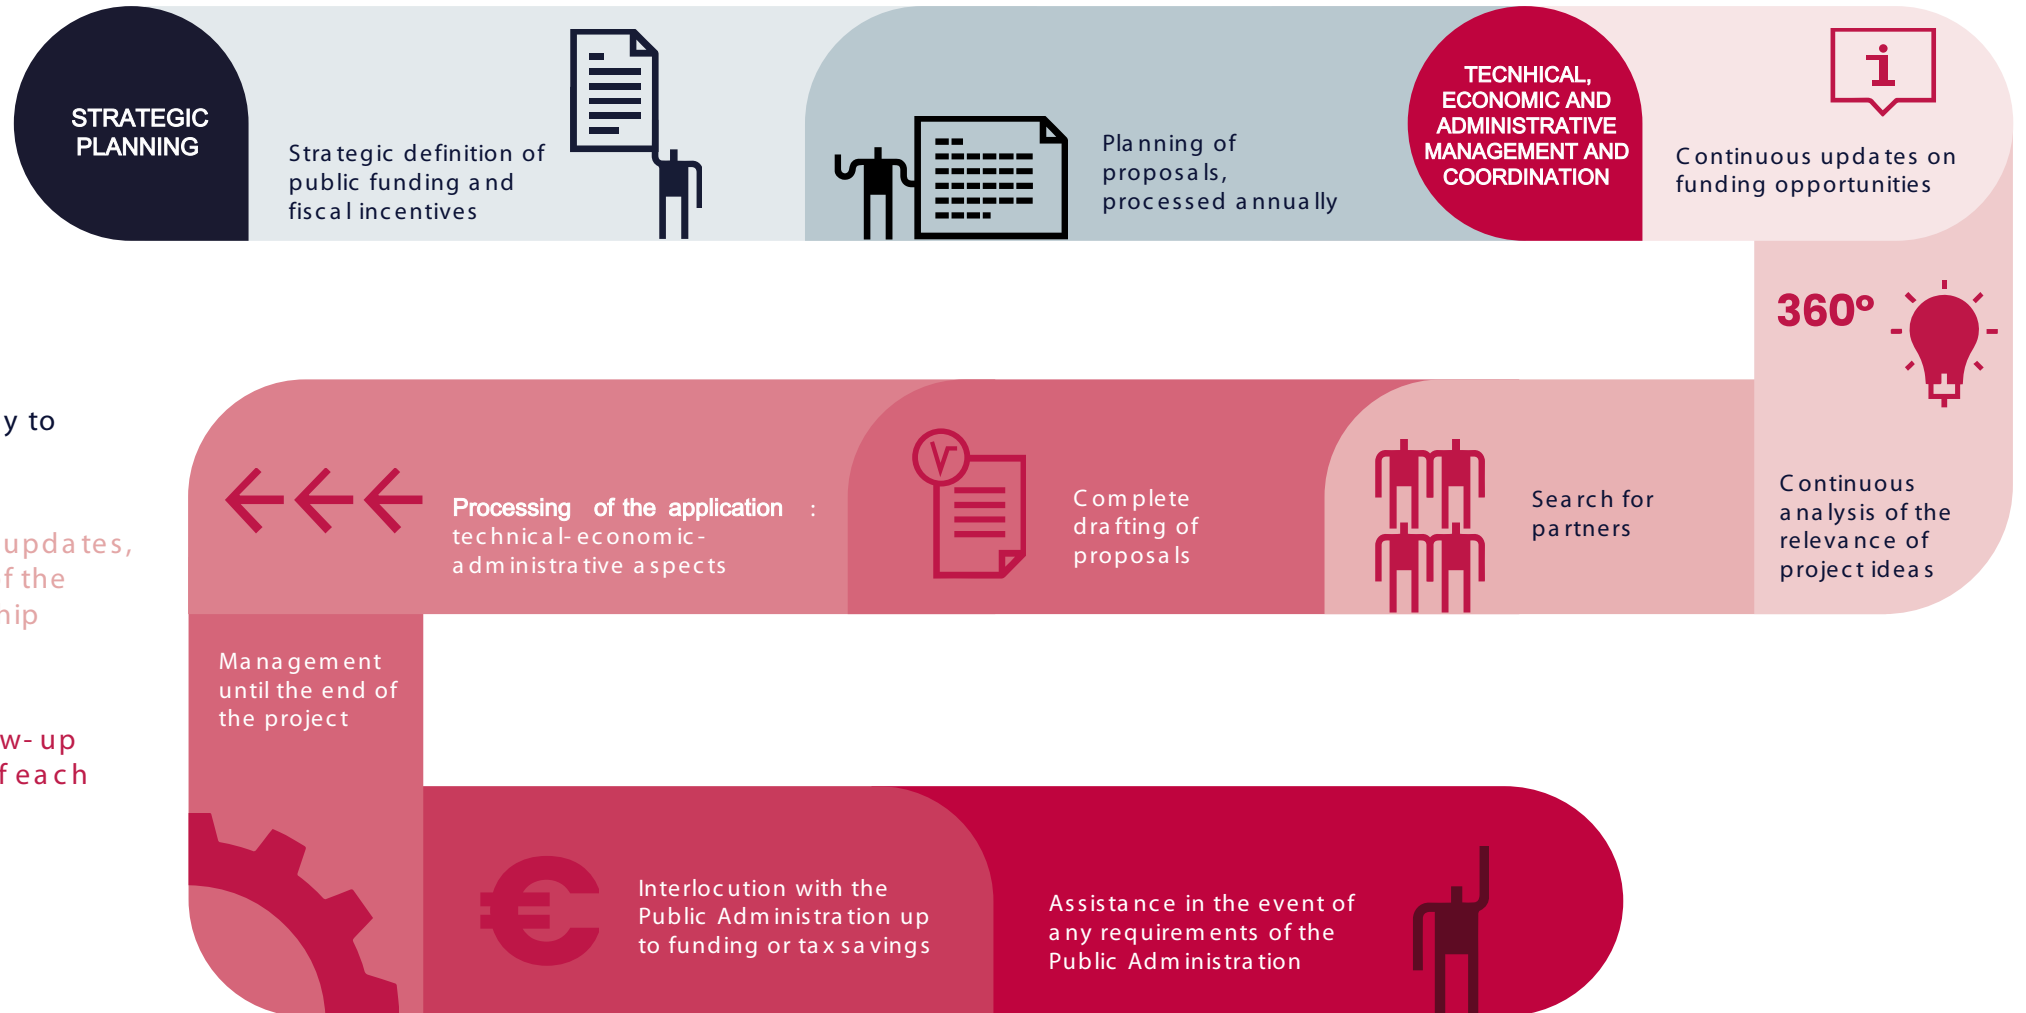 STRATEGIC
PLANNING
Strategic definition of
public funding and
fiscal incentives
Planning of
proposals,
processed annually
TECNHICAL,
ECONOMIC AND
ADMINISTRATIVE
MANAGEMENT AND
COORDINATION
i
Continuous updates on
funding opportunities
360º
Continuous
analysis of the
relevance of
project ideas
Search for
partners
Complete
drafting of
proposals
Processing of the application :
technical-economic-
administrative aspects
y to
updates,
f the
hip
w-up
f each
Management
until the end of
the project
€
Interlocution with the
Public Administration up
to funding or tax savings
Assistance in the event of
any requirements of the
Public Administration